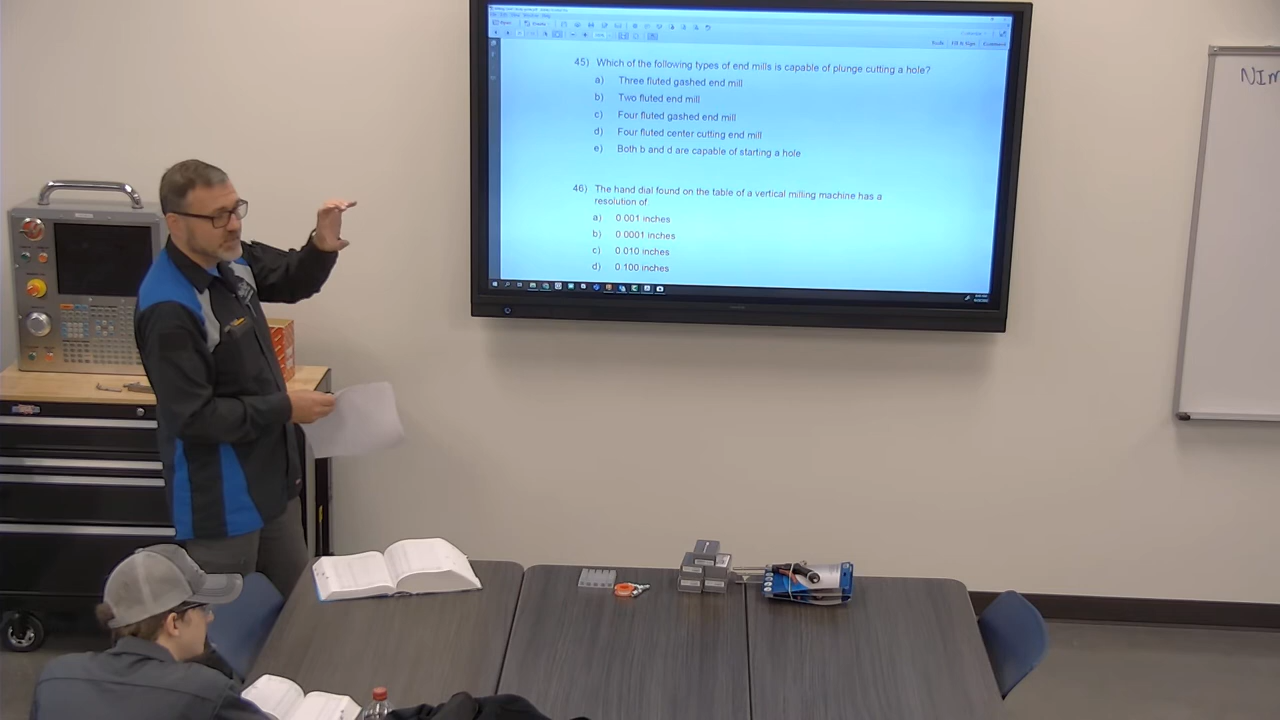 45) Which of the following types of end mills is capable of plunge cutting a hole?
a) Three fluted gashed end mill
b) Two fluted end mill
c) Four fluted gashed end mill
d) Four fluted center cutting end mill
e) Both b and d are capable of starting a hole
46) The hand dial found on the table of a vertical milling machine has a
resolution of
a) 0.001 inches
b) 0.0001 inches
c) 0.010 inches
d) 0.100 inches